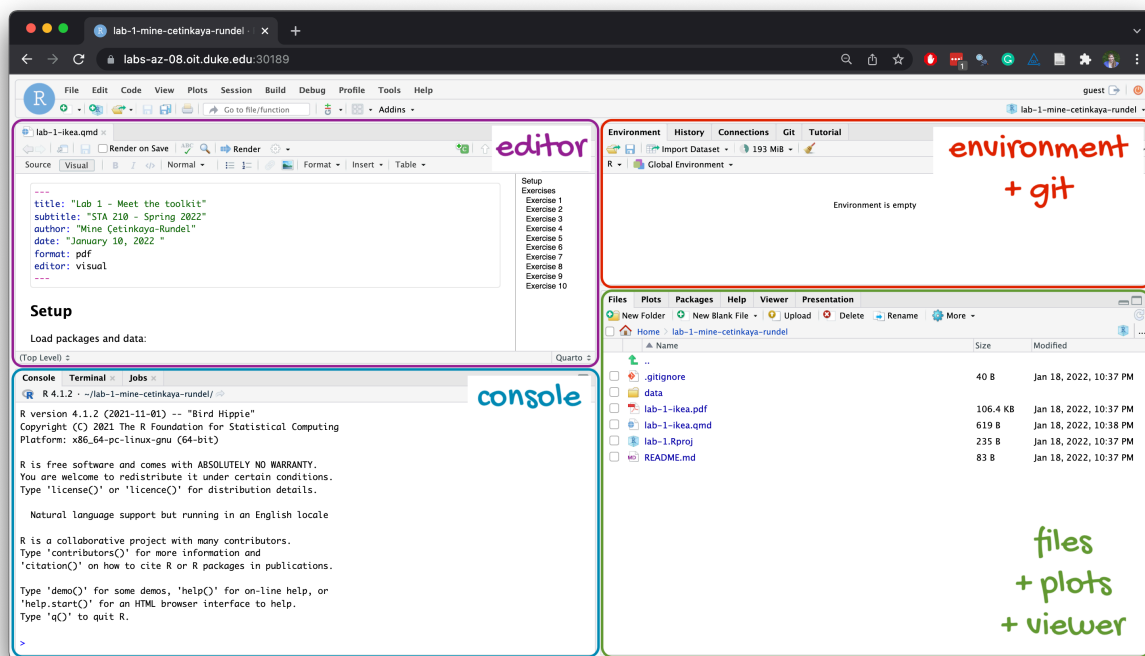 lab-1-mine-cetinkaya-rundel ·
labs-az-08.oit.duke.edu:30189
1
R
File Edit Code View Plots Session Build Debug Profile Tools Help
guest
Go to file/function
Addins
lab-1-mine-cetinkaya-rundel
lab-1-ikea.qmd
Render on Save
ABC
Render
editor
Source Visual
B I </> Normal Format Insert Table
---
title: "Lab 1 - Meet the toolkit"
subtitle: "STA 210 - Spring 2022"
author: "Mine Çetinkaya-Rundel"
date: "January 10, 2022 "
format: pdf
editor: visual
---
Setup
Load packages and data:
Setup
Exercises
Exercise 1
Exercise 2
Exercise 3
Exercise 4
Exercise 5
Exercise 6
Exercise 7
Exercise 8
Exercise 9
Exercise 10
(Top Level)
Quarto
Environment History Connections Git Tutorial
Import Dataset
193 MiB
R
Global Environment
environment
+ git
Environment is empty
Console Terminal Jobs
R 4.1.2 · ~/lab-1-mine-cetinkaya-rundel/
console
R version 4.1.2 (2021-11-01) -- "Bird Hippie"
Copyright (C) 2021 The R Foundation for Statistical Computing
Platform: x86_64-pc-linux-gnu (64-bit)
R is free software and comes with ABSOLUTELY NO WARRANTY.
You are welcome to redistribute it under certain conditions.
Type 'license()' or 'licence()' for distribution details.
Natural language support but running in an English locale
R is a collaborative project with many contributors.
Type 'contributors()' for more information and
'citation()' on how to cite R or R packages in publications.
Type 'demo()' for some demos, 'help()' for on-line help, or
'help.start()' for an HTML browser interface to help.
Type 'q()' to quit R.
>
Files Plots Packages Help Viewer Presentation
New Folder New Blank File Upload Delete Rename More
Home lab-1-mine-cetinkaya-rundel ...
Name Size Modified
..
.gitignore 40 B Jan 18, 2022, 10:37 PM
data
lab-1-ikea.pdf 106.4 KB Jan 18, 2022, 10:37 PM
lab-1-ikea.qmd 619 B Jan 18, 2022, 10:38 PM
lab-1.Rproj 235 B Jan 18, 2022, 10:37 PM
README.md 83 B Jan 18, 2022, 10:37 PM
files
+ plots
+ viewer